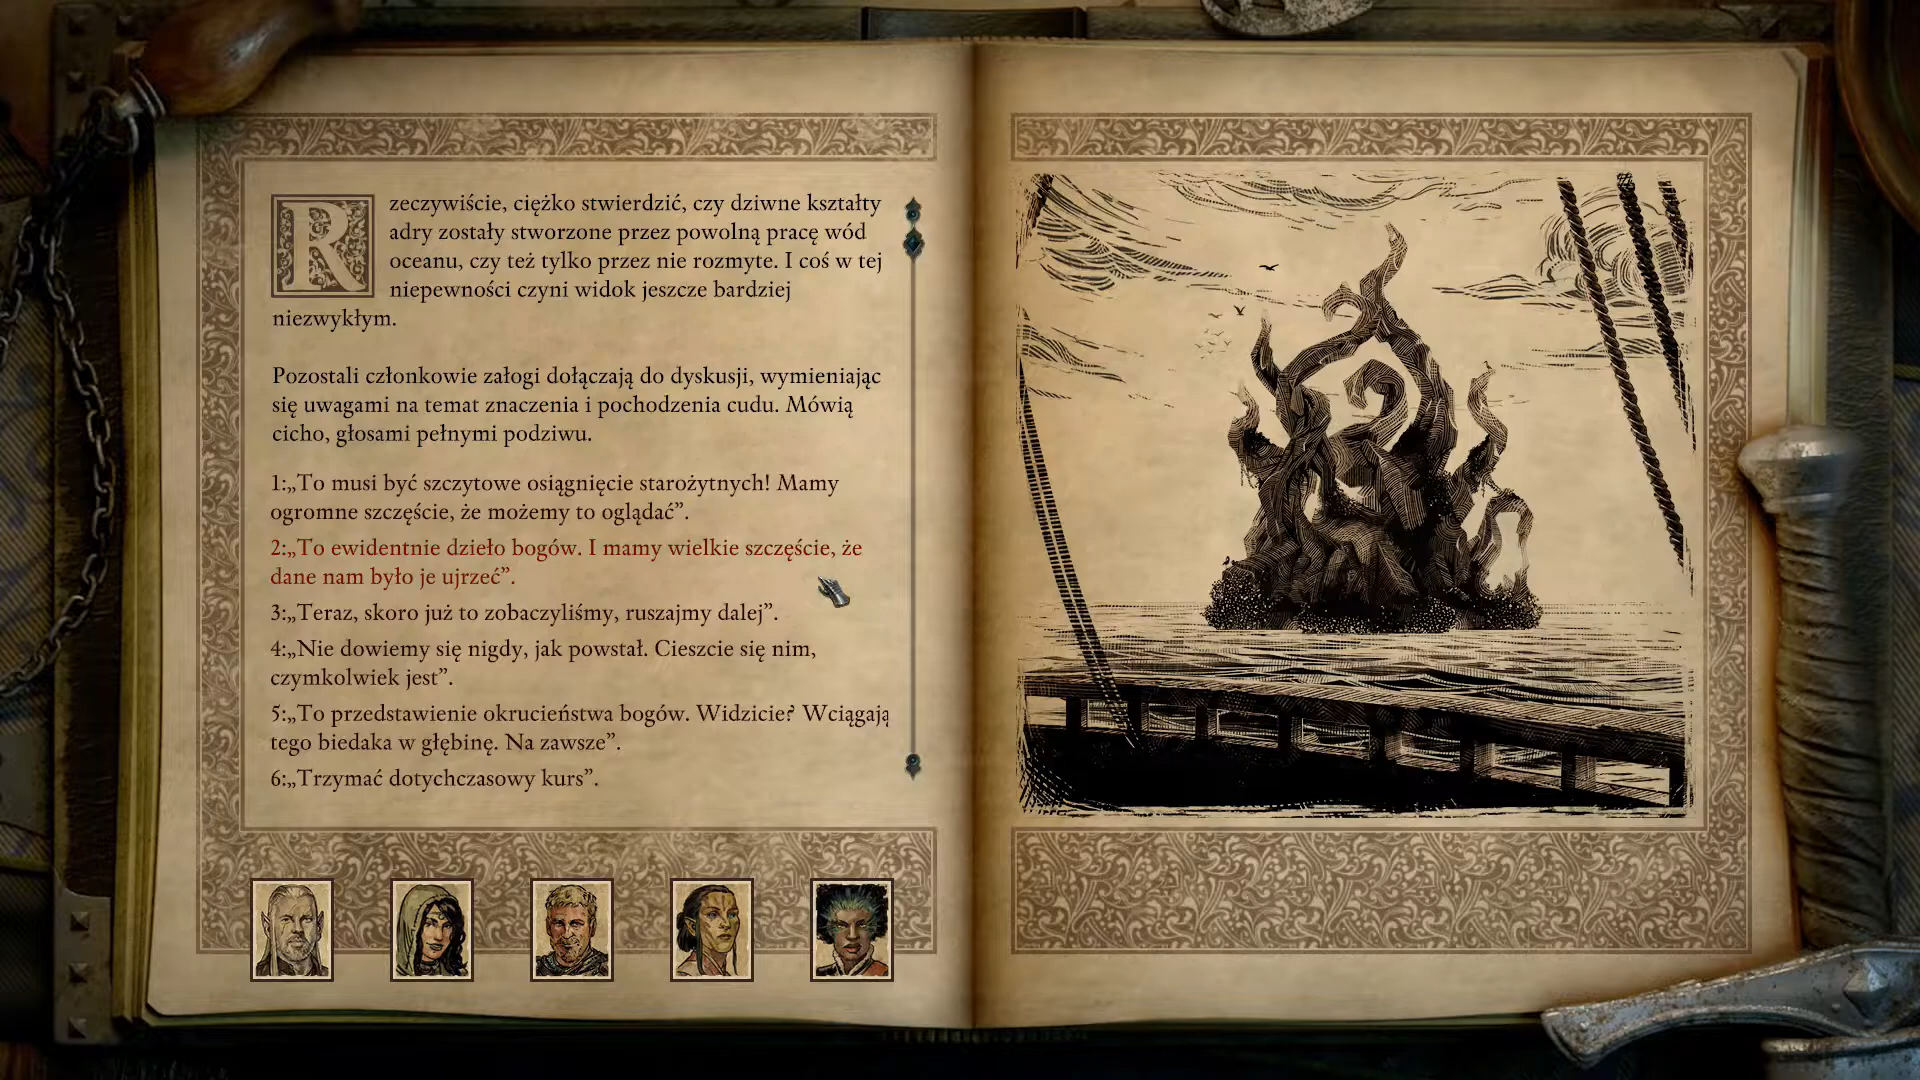 Rzeczywiście, ciężko stwierdzić, czy dziwne kształty
adry zostały stworzone przez powolną pracę wód
oceanu, czy też tylko przez nie rozmyte. I coś w tej
niepewności czyni widok jeszcze bardziej
niezwykłym.
Pozostali członkowie załogi dołączają do dyskusji, wymieniając
się uwagami na temat znaczenia i pochodzenia cudu. Mówią
cicho, głosami pełnymi podziwu.
1:„To musi być szczytowe osiągnięcie starożytnych! Mamy
ogromne szczęście, że możemy to oglądać”.
2:„To ewidentnie dzieło bogów. I mamy wielkie szczęście, że
dane nam było je ujrzeć”.
3:„Teraz, skoro już to zobaczyliśmy, ruszajmy dalej”.
4:„Nie dowiemy się nigdy, jak powstał. Cieszcie się nim,
czymkolwiek jest”.
5:„To przedstawienie okrucieństwa bogów. Widzicie? Wciągają
tego biedaka w głębinę. Na zawsze”.
6:„Trzymać dotychczasowy kurs”.